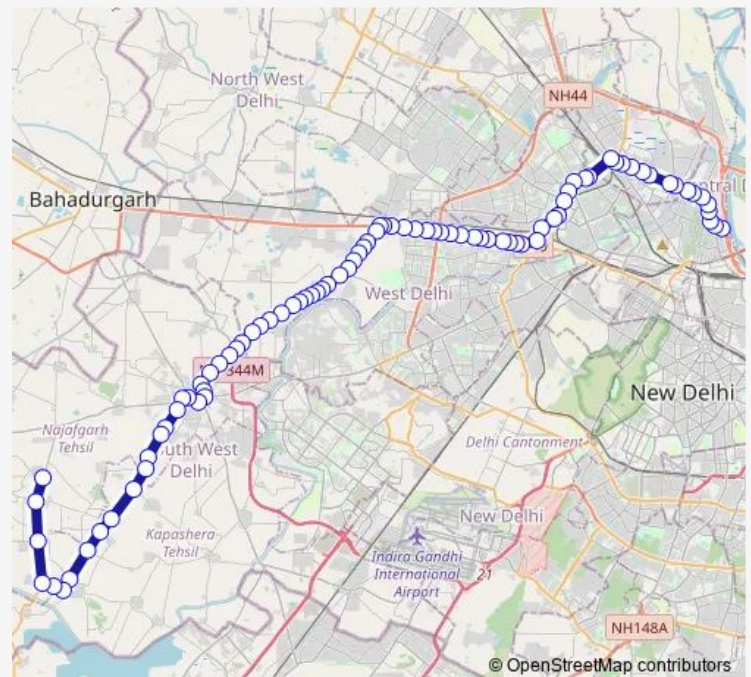 North West
Delhi
NH44
Bahadurgarh
West Delhi
344M
New Delhi
Najafgarh
Tehsil
Delhi Cantonment
West
Delhi
Kapashera
Tehsil
New Delhi
Indira Gandhi
International
Airport
21
NH148A
© OpenStreetMap contributors